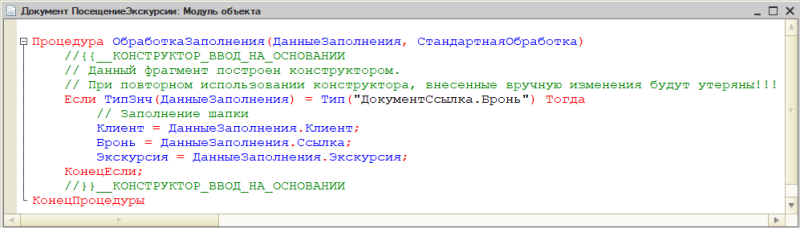 Документ ПосещениеЭкскурсии: Модуль объекта
Процедура ОбработкаЗаполнения(ДанныеЗаполнения, СтандартнаяОбработка)
//{{__КОНСТРУКТОР_ВВОД_НА_ОСНОВАНИИ
// Данный фрагмент построен конструктором.
// При повторном использовании конструктора, внесенные вручную изменения будут утеряны!!!
Если ТипЗнч(ДанныеЗаполнения) = Тип("ДокументСсылка.Бронь") Тогда
// Заполнение шапки
Клиент = ДанныеЗаполнения.Клиент;
Бронь = ДанныеЗаполнения.Ссылка;
Экскурсия = ДанныеЗаполнения.Экскурсия;
КонецЕсли;
//}}__КОНСТРУКТОР_ВВОД_НА_ОСНОВАНИИ
КонецПроцедуры